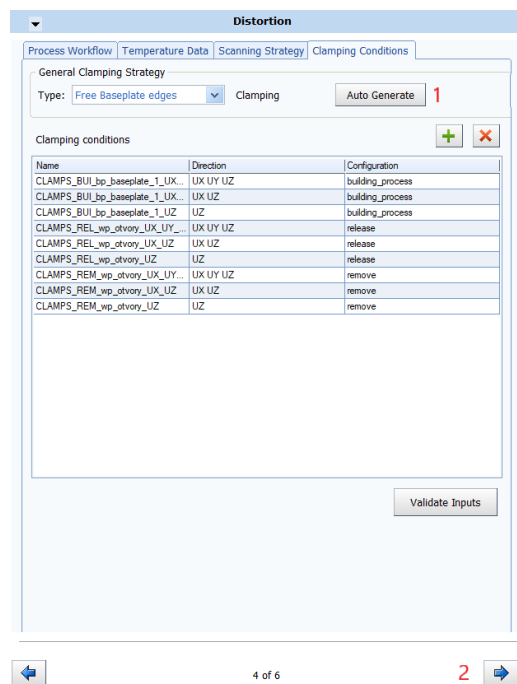 Distortion
Process Workflow Temperature Data Scanning Strategy Clamping Conditions
General Clamping Strategy
Type: Free Baseplate edges Clamping Auto Generate 1
Clamping conditions
Name Direction Configuration
CLAMPS_BUI_bp_baseplate_1_UX... UX UY UZ building_process
CLAMPS_BUI_bp_baseplate_1_UX... UX UZ building_process
CLAMPS_BUI_bp_baseplate_1_UZ UZ building_process
CLAMPS_REL_wp_otvory_UX_UY_... UX UY UZ release
CLAMPS_REL_wp_otvory_UX_UZ UX UZ release
CLAMPS_REL_wp_otvory_UZ UZ release
CLAMPS_REM_wp_otvory_UX_UY... UX UY UZ remove
CLAMPS_REM_wp_otvory_UX_UZ UX UZ remove
CLAMPS_REM_wp_otvory_UZ UZ remove
Validate Inputs
4 of 6 2